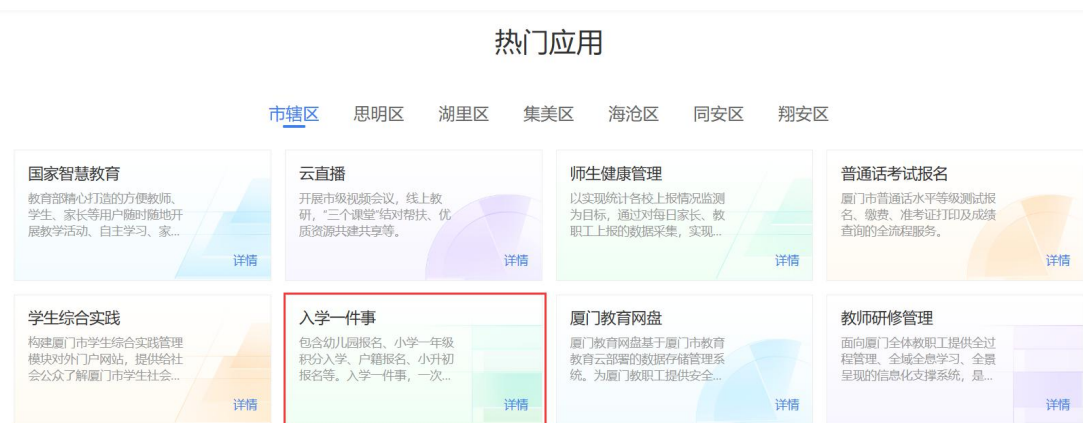 热门应用
市辖区 思明区 湖里区 集美区 海沧区 同安区 翔安区
国家智慧教育
教育部精心打造的方便教师、
学生、家长等用户随时随地开
展教学活动、自主学习、家...
详情
云直播
开展市级视频会议，线上教
研，“三个课堂”结对帮扶、优
质资源共建共享等。
详情
师生健康管理
以实现统计各校上报情况监测
为目标，通过对每日家长、教
职工上报的数据采集，实现...
详情
普通话考试报名
厦门市普通话水平等级测试报
名、缴费、准考证打印及成绩
查询的全流程服务。
详情
学生综合实践
构建厦门市学生综合实践管理
模块对外门户网站，提供给社
会公众了解厦门市学生社会...
详情
入学一件事
包含幼儿园报名、小学一年级
积分入学、户籍报名、小升初
报名等。入学一件事，一次...
详情
厦门教育网盘
厦门教育网盘基于厦门市教育
教育云部署的数据存储管理系
统。为厦门教职工提供安全...
详情
教师研修管理
面向厦门全体教职工提供全过
程管理、全域全息学习、全景
呈现的信息化支撑系统，是...
详情